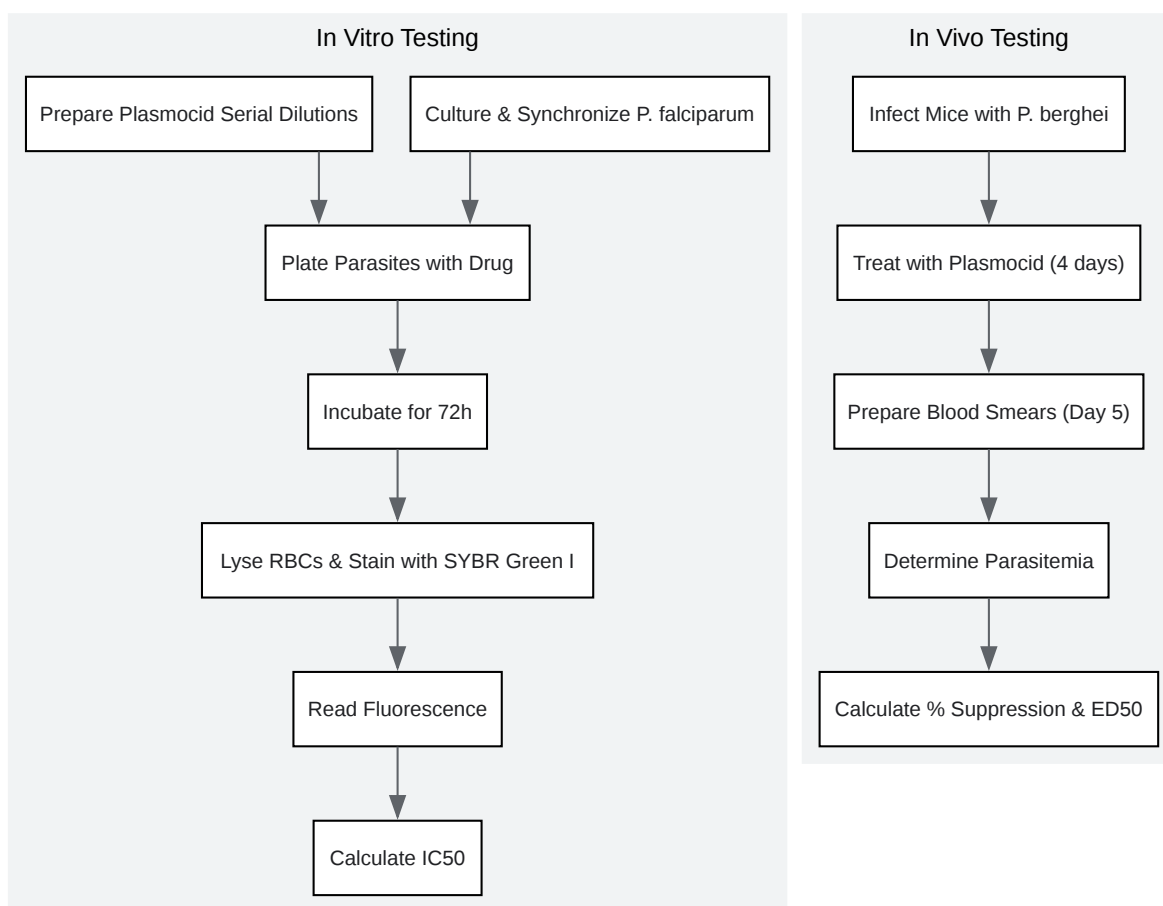 In Vitro Testing
Prepare Plasmocid Serial Dilutions
Culture & Synchronize P. falciparum
Plate Parasites with Drug
Incubate for 72h
Lyse RBCs & Stain with SYBR Green I
Read Fluorescence
Calculate IC50
In Vivo Testing
Infect Mice with P. berghei
Treat with Plasmocid (4 days)
Prepare Blood Smears (Day 5)
Determine Parasitemia
Calculate % Suppression & ED50